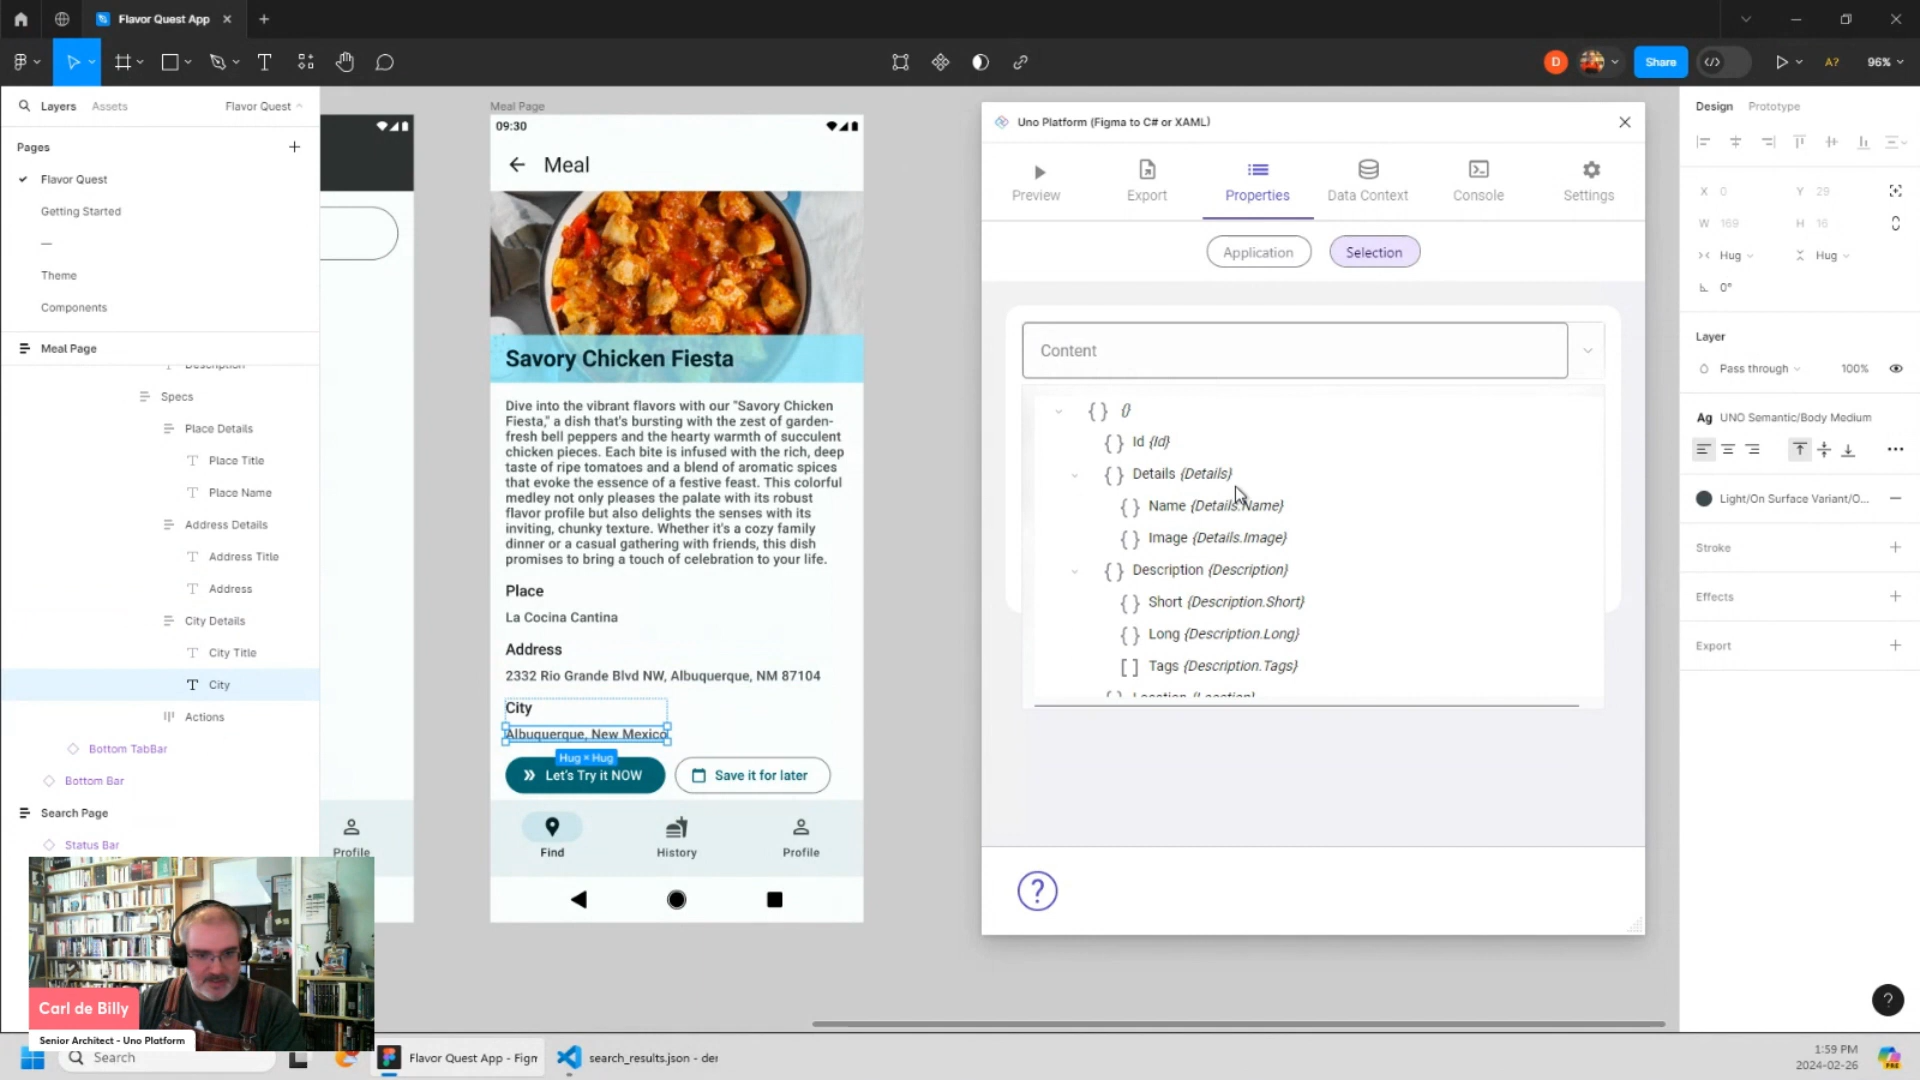 Flavor Quest App
Share
A?
96%
Layers
Assets
Flavor Quest
Pages
Flavor Quest
Getting Started
—
Theme
Components
Meal Page
Description
Specs
Place Details
Place Title
Place Name
Address Details
Address Title
Address
City Details
City Title
City
Actions
Bottom TabBar
Bottom Bar
Search Page
Status Bar
Profile
Meal Page
09:30
Meal
Savory Chicken Fiesta
Dive into the vibrant flavors with our "Savory Chicken
Fiesta," a dish that's bursting with the zest of garden-
fresh bell peppers and the hearty warmth of succulent
chicken pieces. Each bite is infused with the rich, deep
taste of ripe tomatoes and a blend of aromatic spices
that evoke the essence of a festive feast. This colorful
medley not only pleases the palate with its robust
flavor profile but also delights the senses with its
inviting, chunky texture. Whether it's a cozy family
dinner or a casual gathering with friends, this dish
promises to bring a touch of celebration to your life.
Place
La Cocina Cantina
Address
2332 Rio Grande Blvd NW, Albuquerque, NM 87104
City
Albuquerque, New Mexico
Hug × Hug
Let's Try it NOW
Save it for later
Find
History
Profile
Uno Platform (Figma to C# or XAML)
Preview
Export
Properties
Data Context
Console
Settings
Application
Selection
Content
{ } {}
{ } Id {Id}
{ } Details {Details}
{ } Name {Details.Name}
{ } Image {Details.Image}
{ } Description {Description}
{ } Short {Description.Short}
{ } Long {Description.Long}
[ ] Tags {Description.Tags}
{ } Location {Location}
?
D
Design
Prototype
X 0
Y 29
W 169
H 16
Hug
Hug
0°
Layer
Pass through
100%
Ag UNO Semantic/Body Medium
Light/On Surface Variant/O...
Stroke
Effects
Export
?
Carl de Billy
Senior Architect - Uno Platform
Search
Flavor Quest App - Figm
search_results.json - der
1:59 PM
2024-02-26
PRE